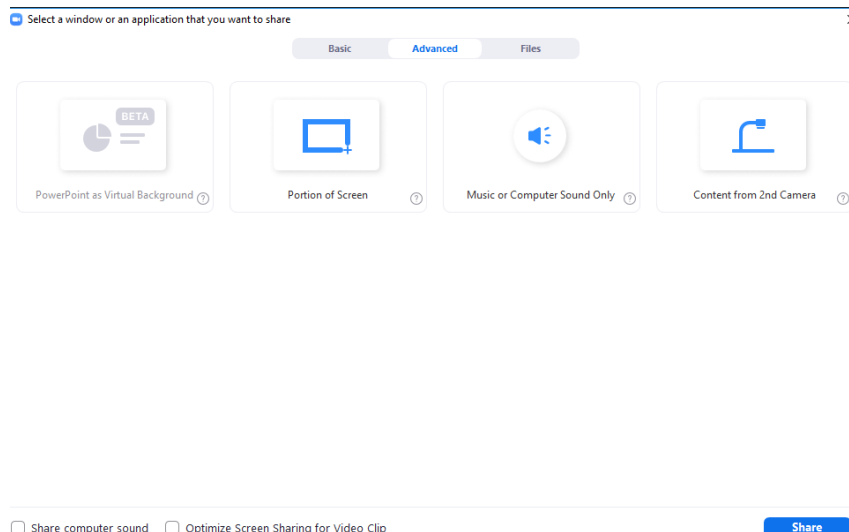 Select a window or an application that you want to share
Basic Advanced Files
BETA
PowerPoint as Virtual Background ? Portion of Screen ? Music or Computer Sound Only ? Content from 2nd Camera ?
Share computer sound Optimize Screen Sharing for Video Clip Share